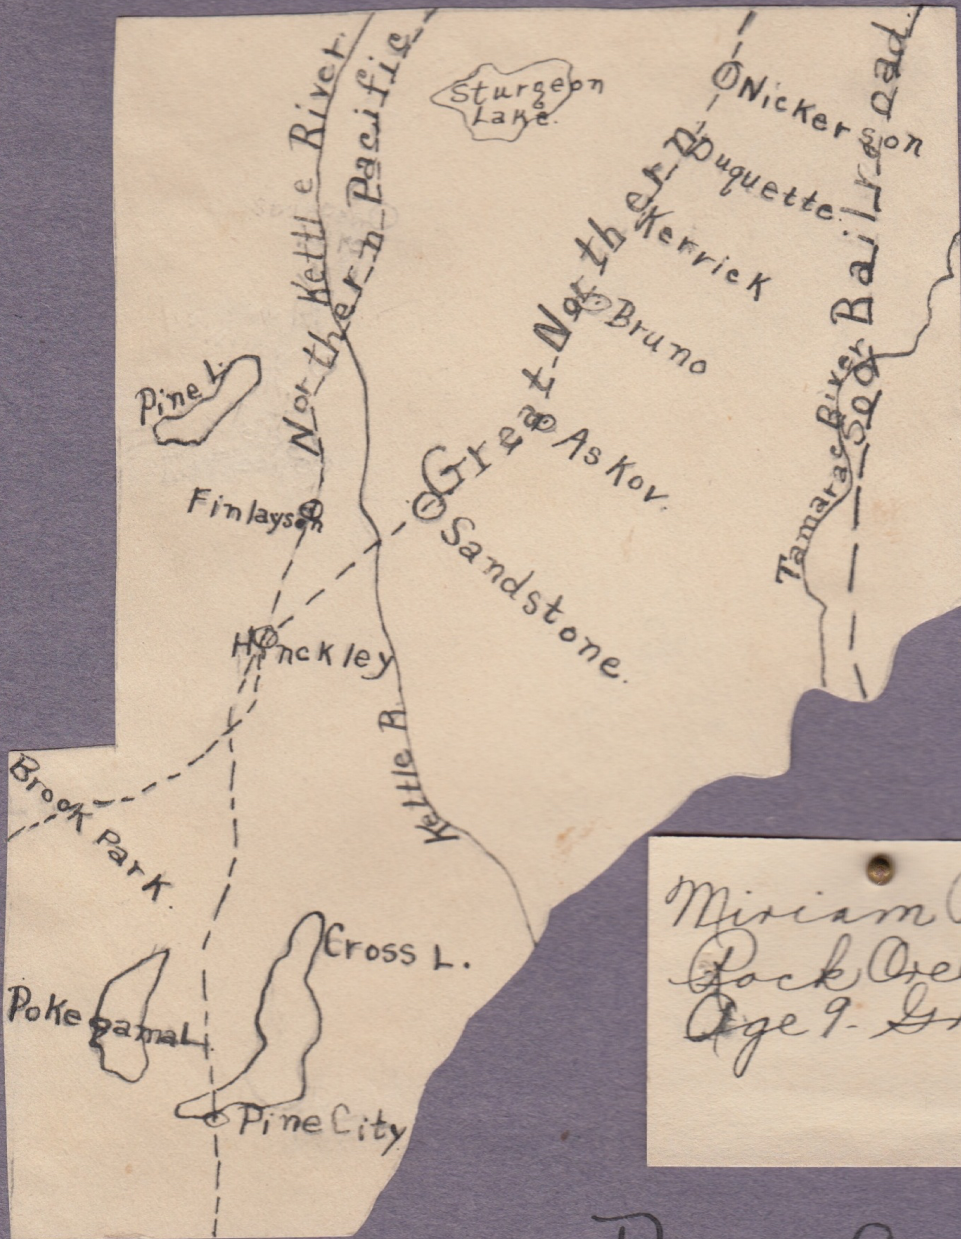 Kettle River.
Northern Pacific
Sturgeon
Lake.
Nickerson
Duquette.
Kerrick
Great Northern
Bruno
Soo Railroad.
Tamarac River
Pine L.
Askov.
Finlayson
Sandstone.
Hinckley
Kettle R.
Brook Park.
Cross L.
Pokegama L.
Pine City
Miriam
Rock
Age 9.